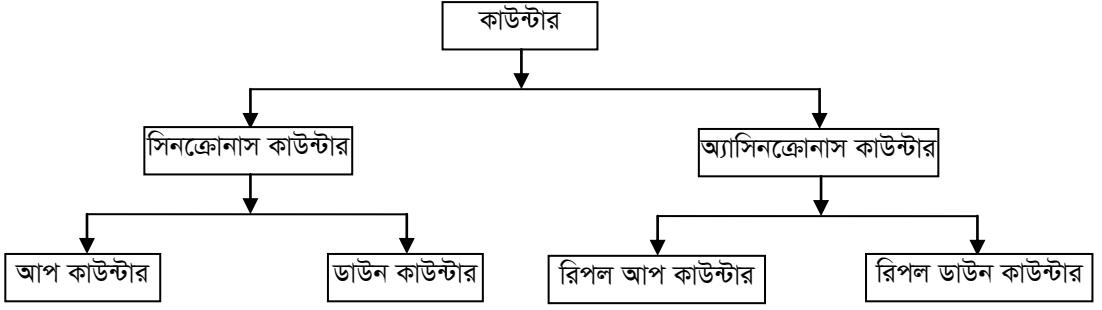 কাউন্টার
সিনক্রোনাস কাউন্টার
অ্যাসিনক্রোনাস কাউন্টার
আপ কাউন্টার
ডাউন কাউন্টার
রিপল আপ কাউন্টার
রিপল ডাউন কাউন্টার